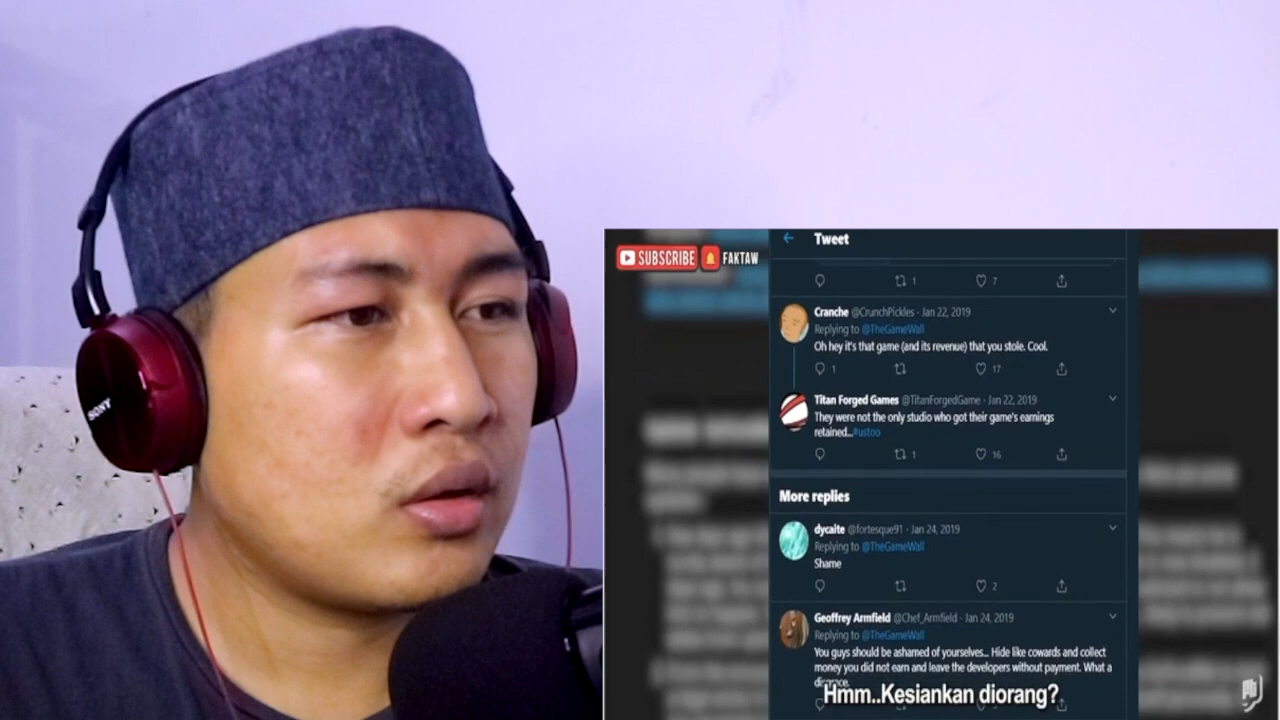 SONY
SUBSCRIBE
FAKTAW
Tweet
1
7
Cranche @CrunchPickles · Jan 22, 2019
Replying to @TheGameWall
Oh hey it's that game (and its revenue) that you stole. Cool.
1
17
Titan Forged Games @TitanForgedGame · Jan 22, 2019
They were not the only studio who got their game's earnings
retained...#ustoo
1
16
More replies
dycaite @fortesque91 · Jan 24, 2019
Replying to @TheGameWall
Shame
2
Geoffrey Armfield @Chef_Armfield · Jan 24, 2019
Replying to @TheGameWall
You guys should be ashamed of yourselves... Hide like cowards and collect
money you did not earn and leave the developers without payment. What a
Hmm..Kesiankan diorang?